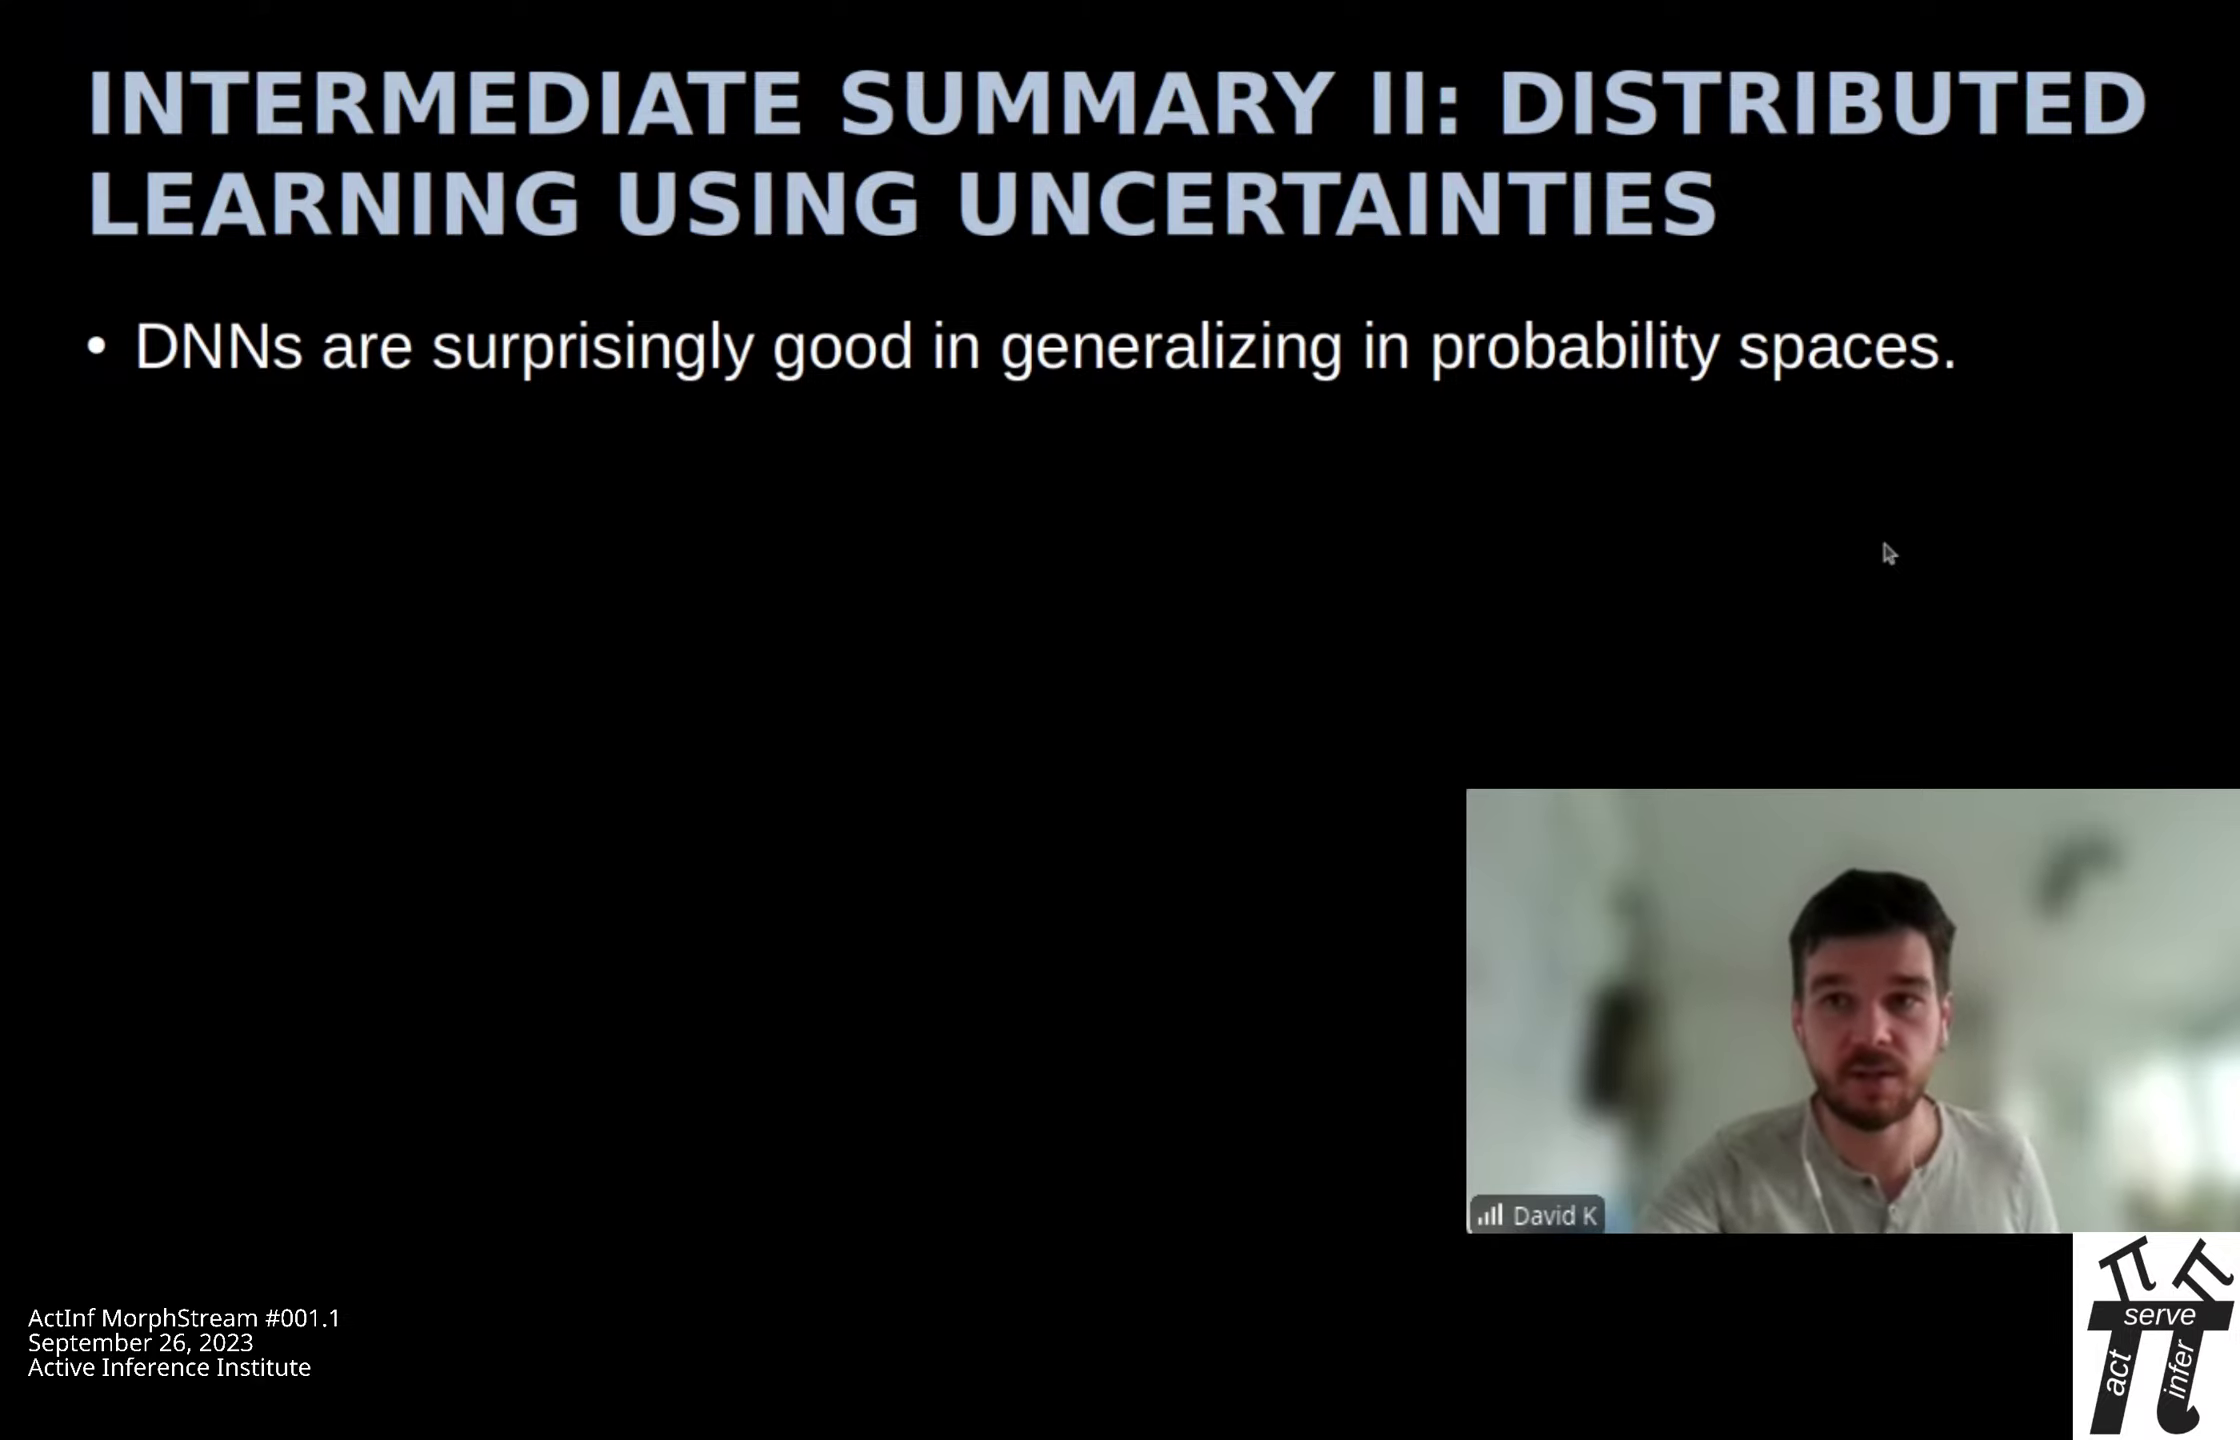 INTERMEDIATE SUMMARY II: DISTRIBUTED
LEARNING USING UNCERTAINTIES
• DNNs are surprisingly good in generalizing in probability spaces.
David K
ActInf MorphStream #001.1
September 26, 2023
Active Inference Institute
serve
act
infer